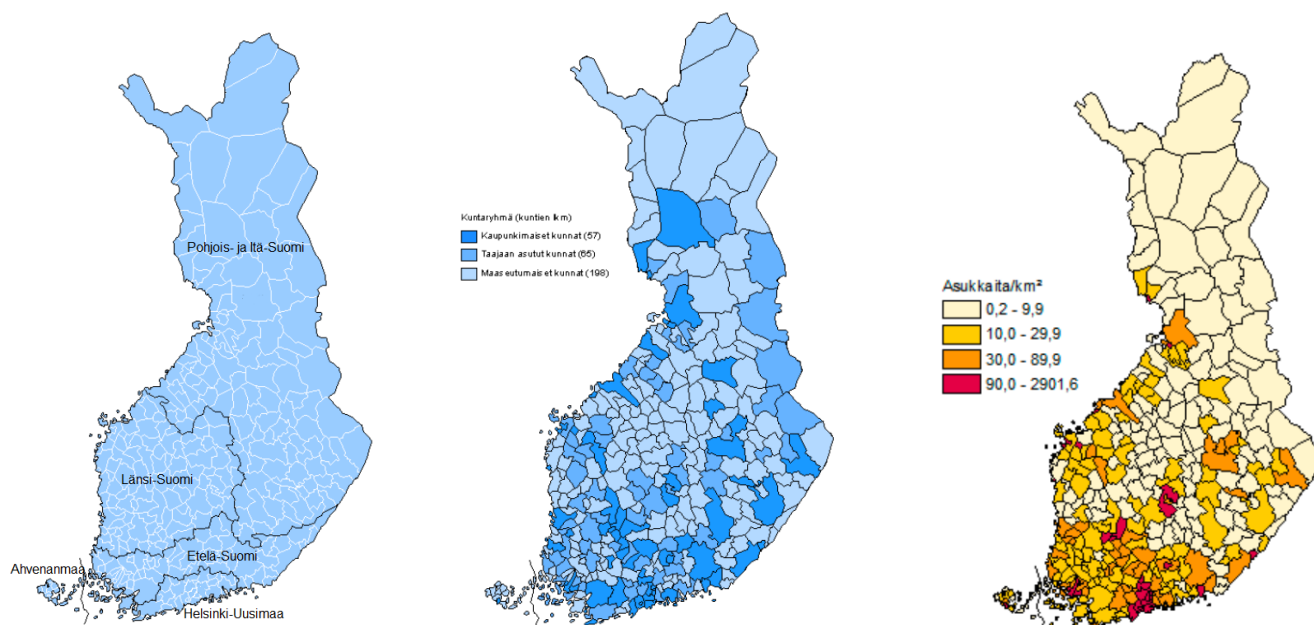 Pohjois- ja Itä-Suomi
Länsi-Suomi
Etelä-Suomi
Ahvenanmaa
Helsinki-Uusimaa
Kuntaryhmä (kuntien lkm)
Kaupunkimaiset kunnat (57)
Taajaan asutut kunnat (65)
Maaseutumaiset kunnat (198)
Asukkaita/km²
0,2 - 9,9
10,0 - 29,9
30,0 - 89,9
90,0 - 2901,6